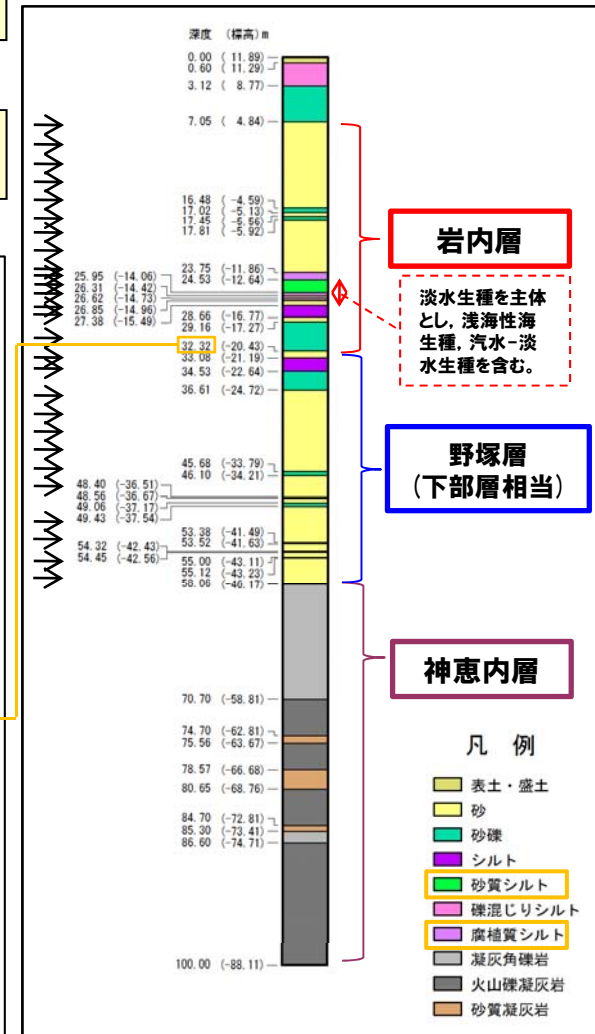 深度 (標高)m
0.00 ( 11.89)
0.60 ( 11.29)
3.12 ( 8.77)
7.05 ( 4.84)
16.48 (-4.59)
17.02 (-5.13)
17.45 (-5.56)
17.81 (-5.92)
23.75 (-11.86)
24.53 (-12.64)
25.95 (-14.06)
26.31 (-14.42)
26.62 (-14.73)
26.85 (-14.96)
27.38 (-15.49)
28.66 (-16.77)
29.16 (-17.27)
32.32 (-20.43)
33.08 (-21.19)
34.53 (-22.64)
36.61 (-24.72)
45.68 (-33.79)
46.10 (-34.21)
48.40 (-36.51)
48.56 (-36.67)
49.06 (-37.17)
49.43 (-37.54)
53.38 (-41.49)
53.52 (-41.63)
54.32 (-42.43)
54.45 (-42.56)
55.00 (-43.11)
55.12 (-43.23)
58.06 (-46.17)
70.70 (-58.81)
74.70 (-62.81)
75.56 (-63.67)
78.57 (-66.68)
80.65 (-68.76)
84.70 (-72.81)
85.30 (-73.41)
86.60 (-74.71)
100.00 (-88.11)
岩内層
淡水生種を主体
とし，浅海性海
生種，汽水-淡
水生種を含む。
野塚層
(下部層相当)
神恵内層
凡 例
表土・盛土
砂
砂礫
シルト
砂質シルト
礫混じりシルト
腐植質シルト
凝灰角礫岩
火山礫凝灰岩
砂質凝灰岩